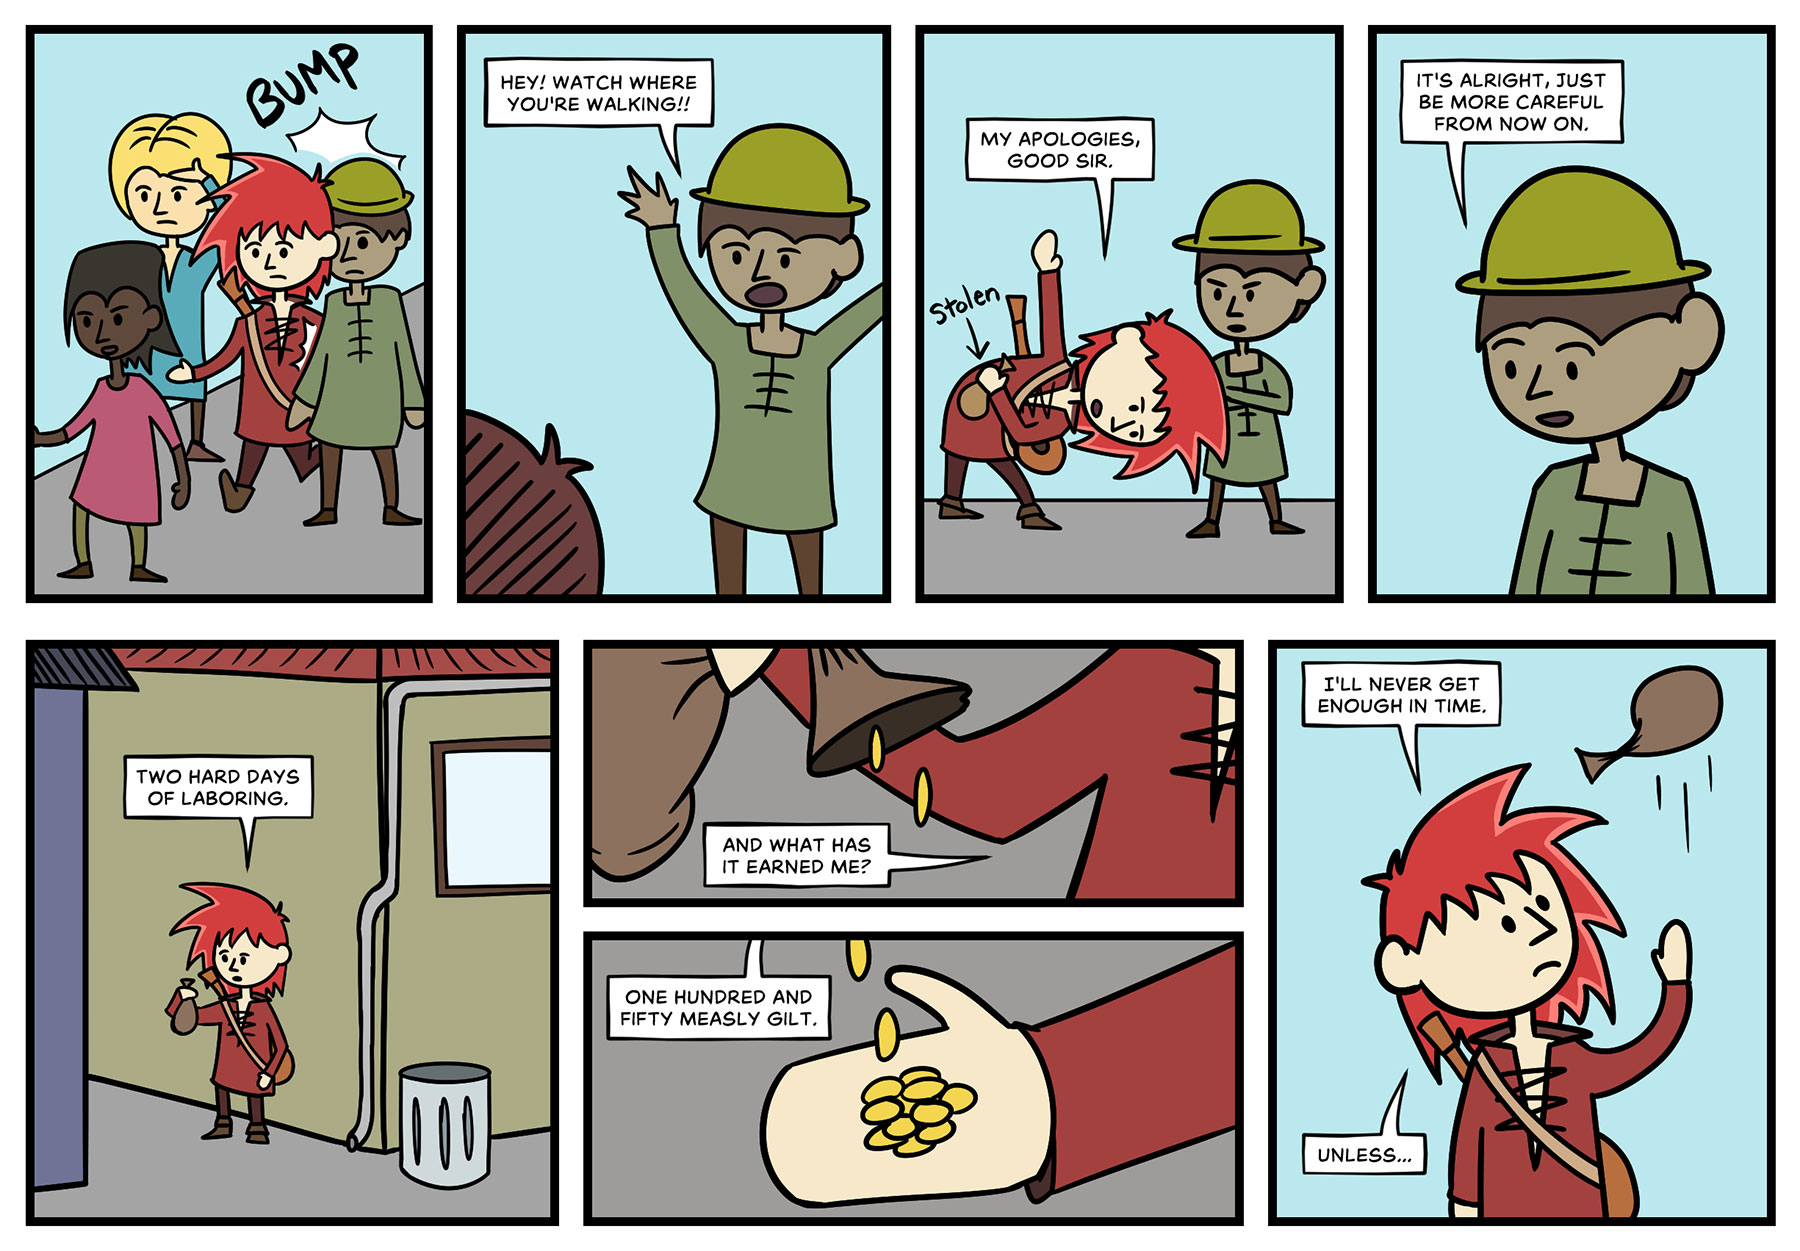 BUMP
HEY! WATCH WHERE
YOU'RE WALKING!!
MY APOLOGIES,
GOOD SIR.
Stolen
IT'S ALRIGHT, JUST
BE MORE CAREFUL
FROM NOW ON.
TWO HARD DAYS
OF LABORING.
AND WHAT HAS
IT EARNED ME?
ONE HUNDRED AND
FIFTY MEASLY GILT.
I'LL NEVER GET
ENOUGH IN TIME.
UNLESS...